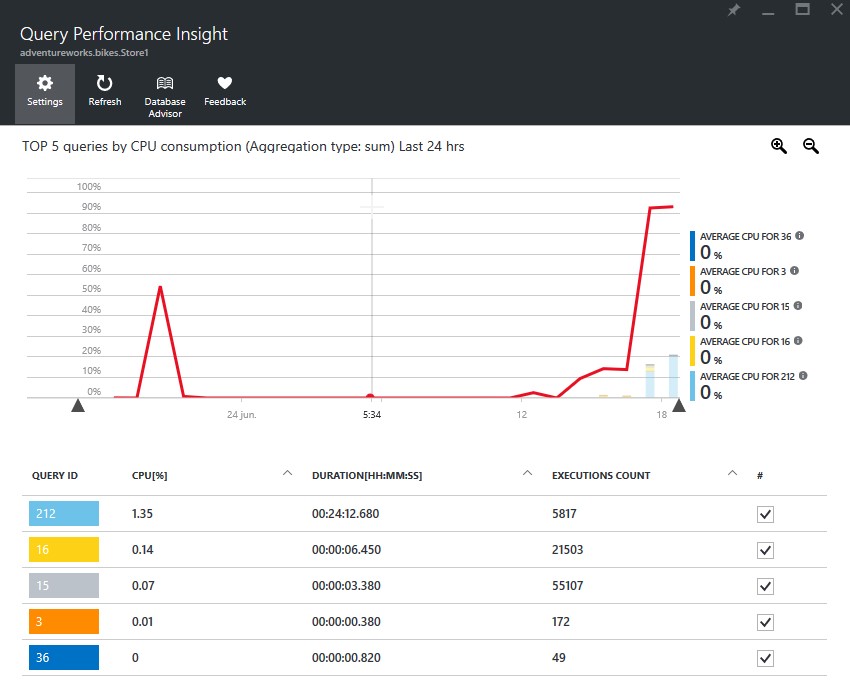 Query Performance Insight
adventureworks.bikes.Store1
Settings
Refresh
Database Advisor
Feedback
TOP 5 queries by CPU consumption (Aggregation type: sum) Last 24 hrs
100%
90%
80%
70%
60%
50%
40%
30%
20%
10%
0%
24 jun.
5:34
12
18
AVERAGE CPU FOR 36
0 %
AVERAGE CPU FOR 3
0 %
AVERAGE CPU FOR 15
0 %
AVERAGE CPU FOR 16
0 %
AVERAGE CPU FOR 212
0 %
QUERY ID CPU[%] DURATION[HH:MM:SS] EXECUTIONS COUNT #
212 1.35 00:24:12.680 5817
16 0.14 00:00:06.450 21503
15 0.07 00:00:03.380 55107
3 0.01 00:00:00.380 172
36 0 00:00:00.820 49